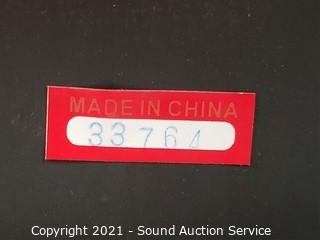 MADE IN CHINA
33764
Copyright 2021 - Sound Auction Service